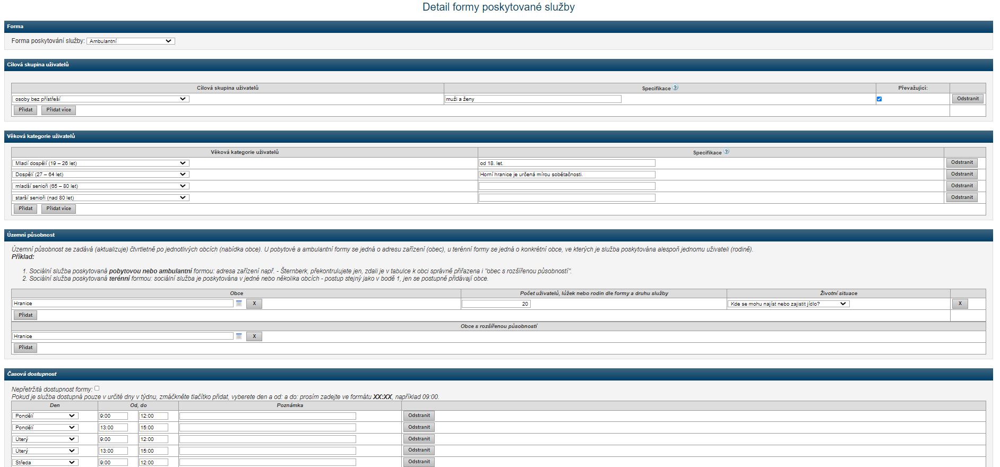 Detail formy poskytované služby
Forma
Forma poskytování služby: Ambulantní
Cílová skupina uživatelů
Cílová skupina uživatelů Specifikace ? Převažující:
osoby bez přístřeší muži a ženy Odstranit
Přidat Přidat více
Věková kategorie uživatelů
Věková kategorie uživatelů Specifikace ?
Mladí dospělí (19 – 26 let) od 18. let. Odstranit
Dospělí (27 – 64 let) Horní hranice je určená mírou sobětačnosti. Odstranit
mladší senioři (65 – 80 let) Odstranit
starší senioři (nad 80 let) Odstranit
Přidat Přidat více
Územní působnost
Územní působnost se zadává (aktualizuje) čtvrtletně po jednotlivých obcích (nabídka obce). U pobytové a ambulantní formy se jedná o adresu zařízení (obec), u terénní formy se jedná o konkrétní obce, ve kterých je služba poskytována alespoň jednomu uživateli (rodině).
Příklad:
1. Sociální služba poskytovaná pobytovou nebo ambulantní formou: adresa zařízení např. - Šternberk, překontrolujete jen, zdali je v tabulce k obci správně přiřazena i "obec s rozšířenou působností".
2. Sociální služba poskytovaná terénní formou: sociální služba je poskytována v jedné nebo několika obcích - postup stejný jako v bodě 1, jen se postupně přidávají obce.
Obce Počet uživatelů, lůžek nebo rodin dle formy a druhu služby Životní situace
Hranice X 20 Kde se mohu najíst nebo zajistit jídlo? X
Přidat
Obce s rozšířenou působností
Hranice X
Přidat
Časová dostupnost
Nepřetržitá dostupnost formy:
Pokud je služba dostupná pouze v určité dny v týdnu, zmáčkněte tlačítko přidat, vyberete den a od: a do: prosím zadejte ve formátu XX:XX, například 09:00.
Den Od, do Poznámka
Pondělí 9:00 12:00 Odstranit
Pondělí 13:00 15:00 Odstranit
Úterý 9:00 12:00 Odstranit
Úterý 13:00 15:00 Odstranit
Středa 9:00 12:00 Odstranit